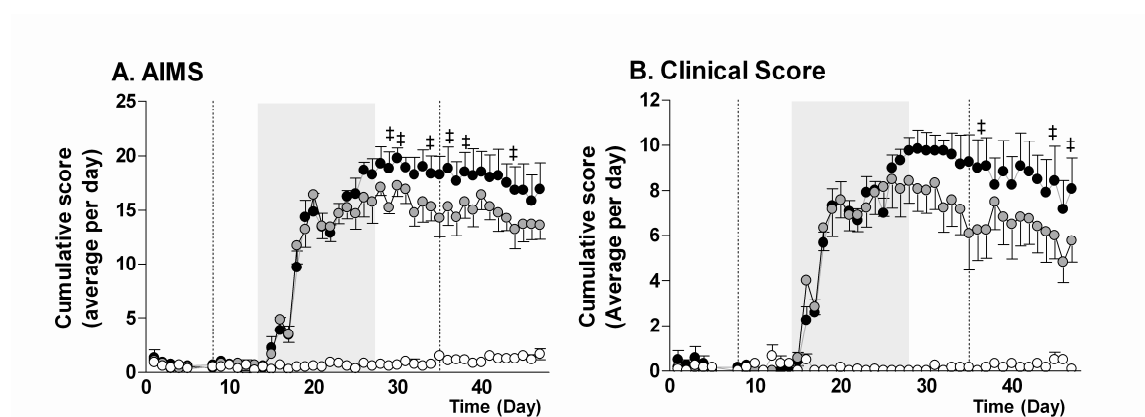 A. AIMS
25
20
15
10
5
0
Cumulative score
(average per day)
‡ ‡ ‡ ‡ ‡ ‡
0 10 20 30 40
Time (Day)
B. Clinical Score
12
10
8
6
4
2
0
Cumulative score
(Average per day)
‡ ‡ ‡
0 10 20 30 40
Time (Day)